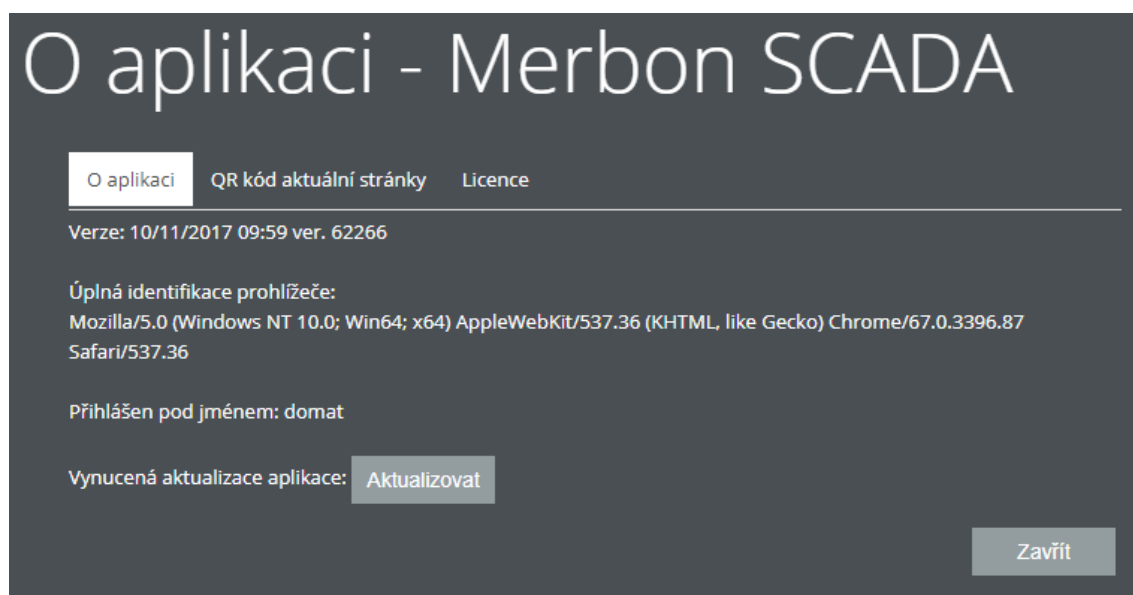 O aplikaci - Merbon SCADA
O aplikaci QR kód aktuální stránky Licence
Verze: 10/11/2017 09:59 ver. 62266
Úplná identifikace prohlížeče:
Mozilla/5.0 (Windows NT 10.0; Win64; x64) AppleWebKit/537.36 (KHTML, like Gecko) Chrome/67.0.3396.87
Safari/537.36
Přihlášen pod jménem: domat
Vynucená aktualizace aplikace: Aktualizovat
Zavřít